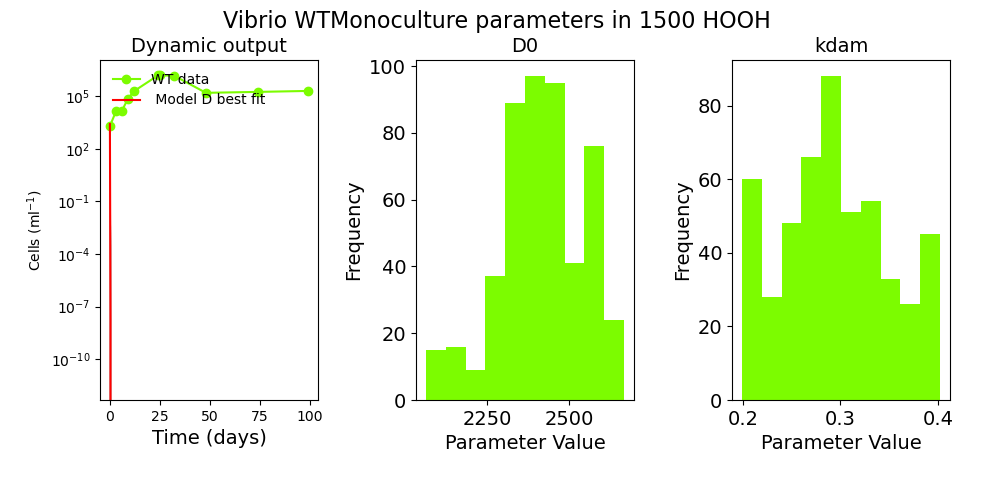 Vibrio WTMonoculture parameters in 1500 HOOH
Dynamic output
WT data
Model D best fit
10⁵
10²
10⁻¹
10⁻⁴
10⁻⁷
10⁻¹⁰
Cells (ml⁻¹)
0 25 50 75 100
Time (days)
D0
100
80
60
40
20
0
Frequency
2250 2500
Parameter Value
kdam
80
60
40
20
0
Frequency
0.2 0.3 0.4
Parameter Value